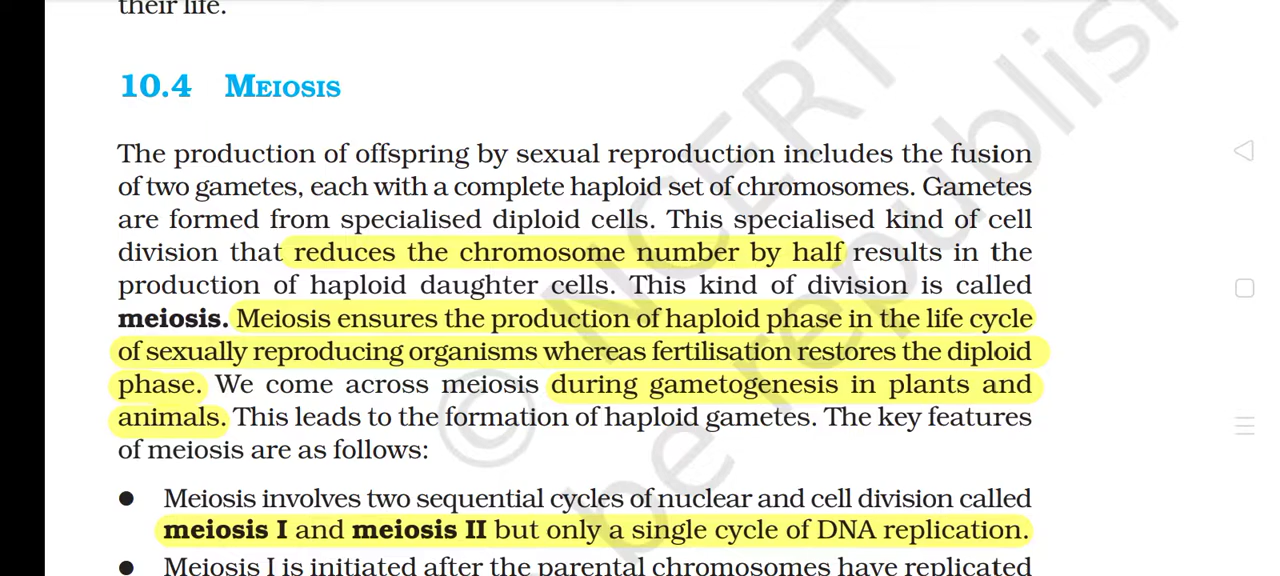 their life.
10.4 MEIOSIS
The production of offspring by sexual reproduction includes the fusion
of two gametes, each with a complete haploid set of chromosomes. Gametes
are formed from specialised diploid cells. This specialised kind of cell
division that reduces the chromosome number by half results in the
production of haploid daughter cells. This kind of division is called
meiosis. Meiosis ensures the production of haploid phase in the life cycle
of sexually reproducing organisms whereas fertilisation restores the diploid
phase. We come across meiosis during gametogenesis in plants and
animals. This leads to the formation of haploid gametes. The key features
of meiosis are as follows:
● Meiosis involves two sequential cycles of nuclear and cell division called
meiosis I and meiosis II but only a single cycle of DNA replication.
● Meiosis I is initiated after the parental chromosomes have replicated
© NCERT
be republish